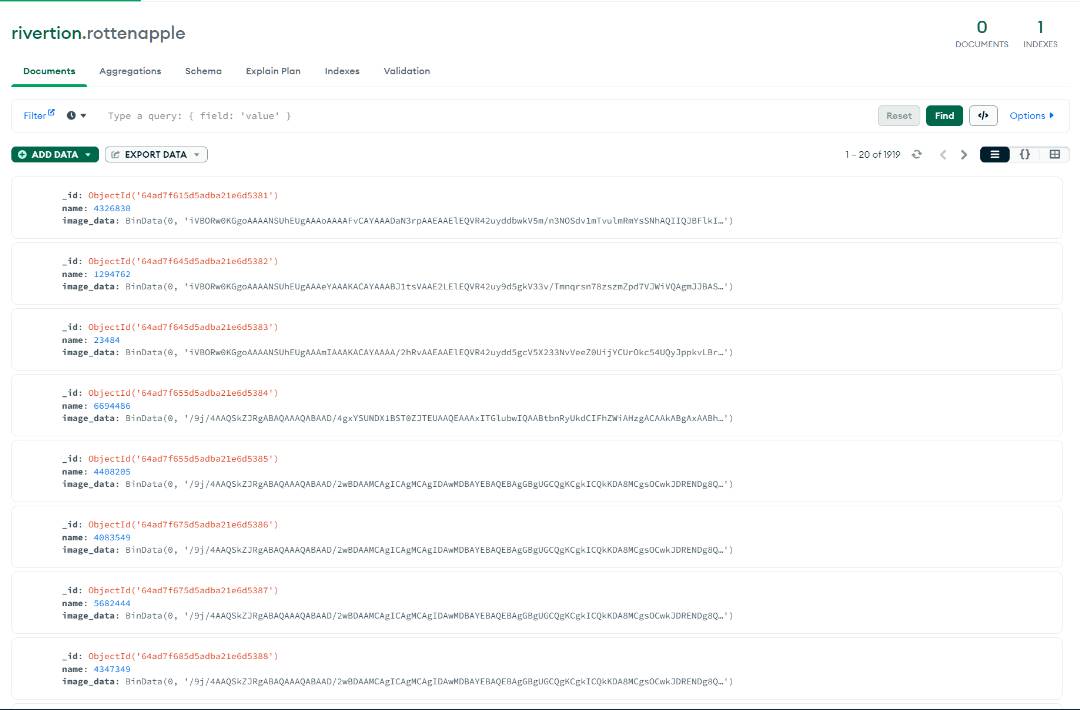 rivertion.rottenapple
0 1
DOCUMENTS INDEXES
Documents Aggregations Schema Explain Plan Indexes Validation
Filter Type a query: { field: 'value' } Reset Find </> Options
ADD DATA EXPORT DATA 1 – 20 of 1919 {}
_id: ObjectId('64ad7f615d5adba21e6d5381')
name: 4326830
image_data: BinData(0, 'iVBORw0KGgoAAAANSUhEUgAAAoAAAAFvCAYAAADaN3rpAAEAAElEQVR42uyddbwkV5m/n3NOSdv1mTvulmRmYsSNhAQIIQJBFlkI…')
_id: ObjectId('64ad7f645d5adba21e6d5382')
name: 1294762
image_data: BinData(0, 'iVBORw0KGgoAAAANSUhEUgAAAeYAAAKACAYAAABJ1tsVAAE2LElEQVR42uy9d5gkV33v/Tmnqrsn78zszmZpd7VJWiVQAgmJJBAS…')
_id: ObjectId('64ad7f645d5adba21e6d5383')
name: 23484
image_data: BinData(0, 'iVBORw0KGgoAAAANSUhEUgAAAmIAAAKACAYAAAA/2hRvAAEAAElEQVR42uydd5gcV5X233NvVeeZ0UijYCUrOkc54UQyJppkvLBr…')
_id: ObjectId('64ad7f655d5adba21e6d5384')
name: 6694486
image_data: BinData(0, '/9j/4AAQSkZJRgABAQAAAQABAAD/4gxYSUNDX1BST0ZJTEUAAQEAAAxITGlubwIQAABtbnRyUkdCIFhZWiAHzgACAAkABgAxAABh…')
_id: ObjectId('64ad7f655d5adba21e6d5385')
name: 4408205
image_data: BinData(0, '/9j/4AAQSkZJRgABAQAAAQABAAD/2wBDAAMCAgICAgMCAgIDAwMDBAYEBAQEBAgGBgUGCQgKCgkICQkKDA8MCgsOCwkJDRENDg8Q…')
_id: ObjectId('64ad7f675d5adba21e6d5386')
name: 4083549
image_data: BinData(0, '/9j/4AAQSkZJRgABAQAAAQABAAD/2wBDAAMCAgICAgMCAgIDAwMDBAYEBAQEBAgGBgUGCQgKCgkICQkKDA8MCgsOCwkJDRENDg8Q…')
_id: ObjectId('64ad7f675d5adba21e6d5387')
name: 5682444
image_data: BinData(0, '/9j/4AAQSkZJRgABAQAAAQABAAD/2wBDAAMCAgICAgMCAgIDAwMDBAYEBAQEBAgGBgUGCQgKCgkICQkKDA8MCgsOCwkJDRENDg8Q…')
_id: ObjectId('64ad7f685d5adba21e6d5388')
name: 4347349
image_data: BinData(0, '/9j/4AAQSkZJRgABAQAAAQABAAD/2wBDAAMCAgICAgMCAgIDAwMDBAYEBAQEBAgGBgUGCQgKCgkICQkKDA8MCgsOCwkJDRENDg8Q…')